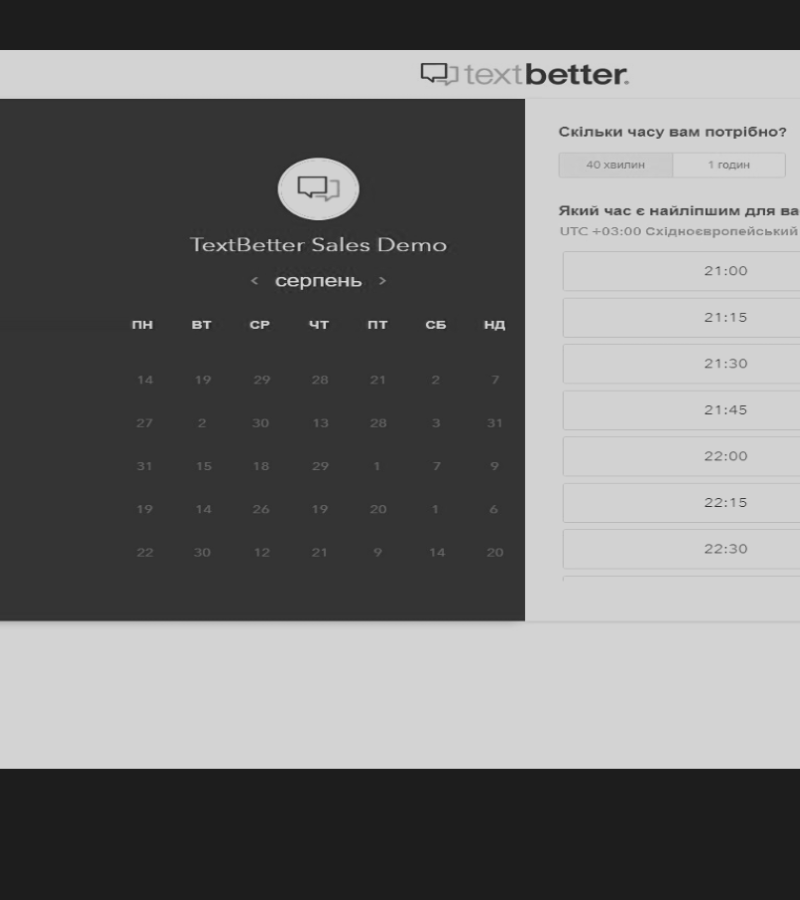 textbetter.
TextBetter Sales Demo
< серпень >
ПН ВТ СР ЧТ ПТ СБ НД
14 19 29 28 21 2 7
27 2 30 13 28 3 31
31 15 18 29 1 7 9
19 14 26 19 20 1 6
22 30 12 21 9 14 20
Скільки часу вам потрібно?
40 хвилин 1 годин
Який час є найліпшим для ва
UTC +03:00 Східноєвропейський
21:00
21:15
21:30
21:45
22:00
22:15
22:30